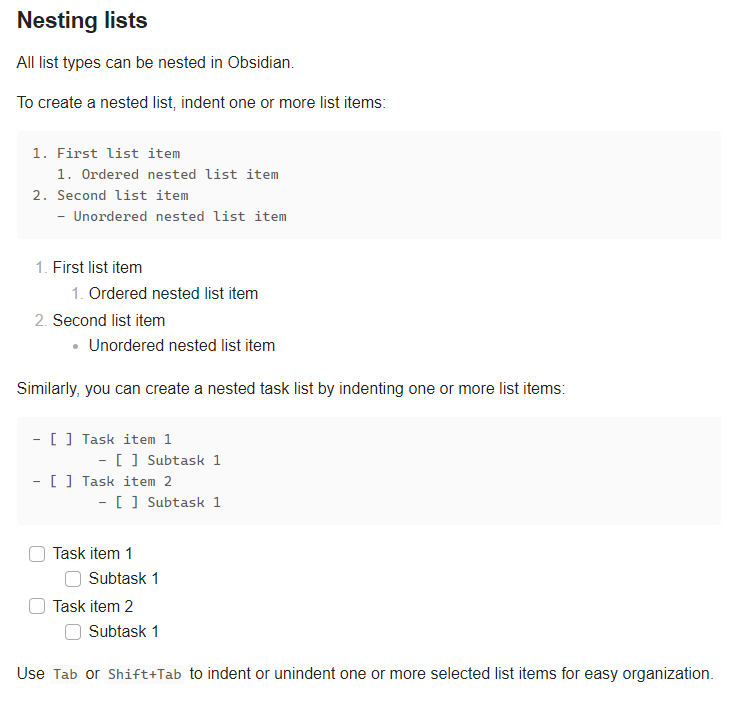 Nesting lists
All list types can be nested in Obsidian.
To create a nested list, indent one or more list items:
1. First list item
   1. Ordered nested list item
2. Second list item
   - Unordered nested list item
1. First list item
   1. Ordered nested list item
2. Second list item
   • Unordered nested list item
Similarly, you can create a nested task list by indenting one or more list items:
- [ ] Task item 1
        - [ ] Subtask 1
- [ ] Task item 2
        - [ ] Subtask 1
Task item 1
Subtask 1
Task item 2
Subtask 1
Use Tab or Shift+Tab to indent or unindent one or more selected list items for easy organization.